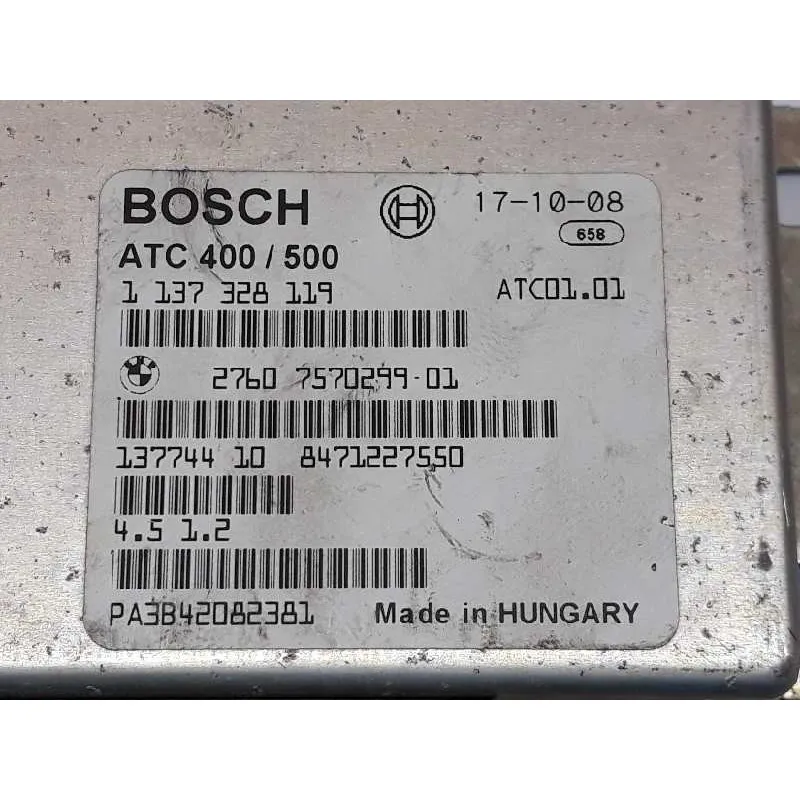 BOSCH 17-10-08
658
ATC 400 / 500
1 137 328 119 ATC01.01
2760 7570299-01
137744 10 8471227550
4.5 1.2
PA3B42082381 Made in HUNGARY